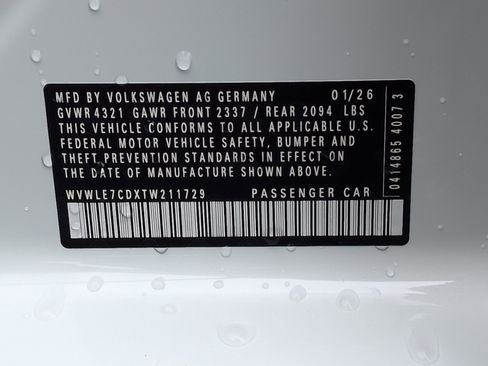 MFD BY VOLKSWAGEN AG GERMANY 01/26
GVWR 4321 GAWR FRONT 2337 / REAR 2094 LBS
THIS VEHICLE CONFORMS TO ALL APPLICABLE U.S.
FEDERAL MOTOR VEHICLE SAFETY, BUMPER AND
THEFT PREVENTION STANDARDS IN EFFECT ON
THE DATE OF MANUFACTURE SHOWN ABOVE.
WVWLE7CDXTW211729 PASSENGER CAR
0414865 4007 3